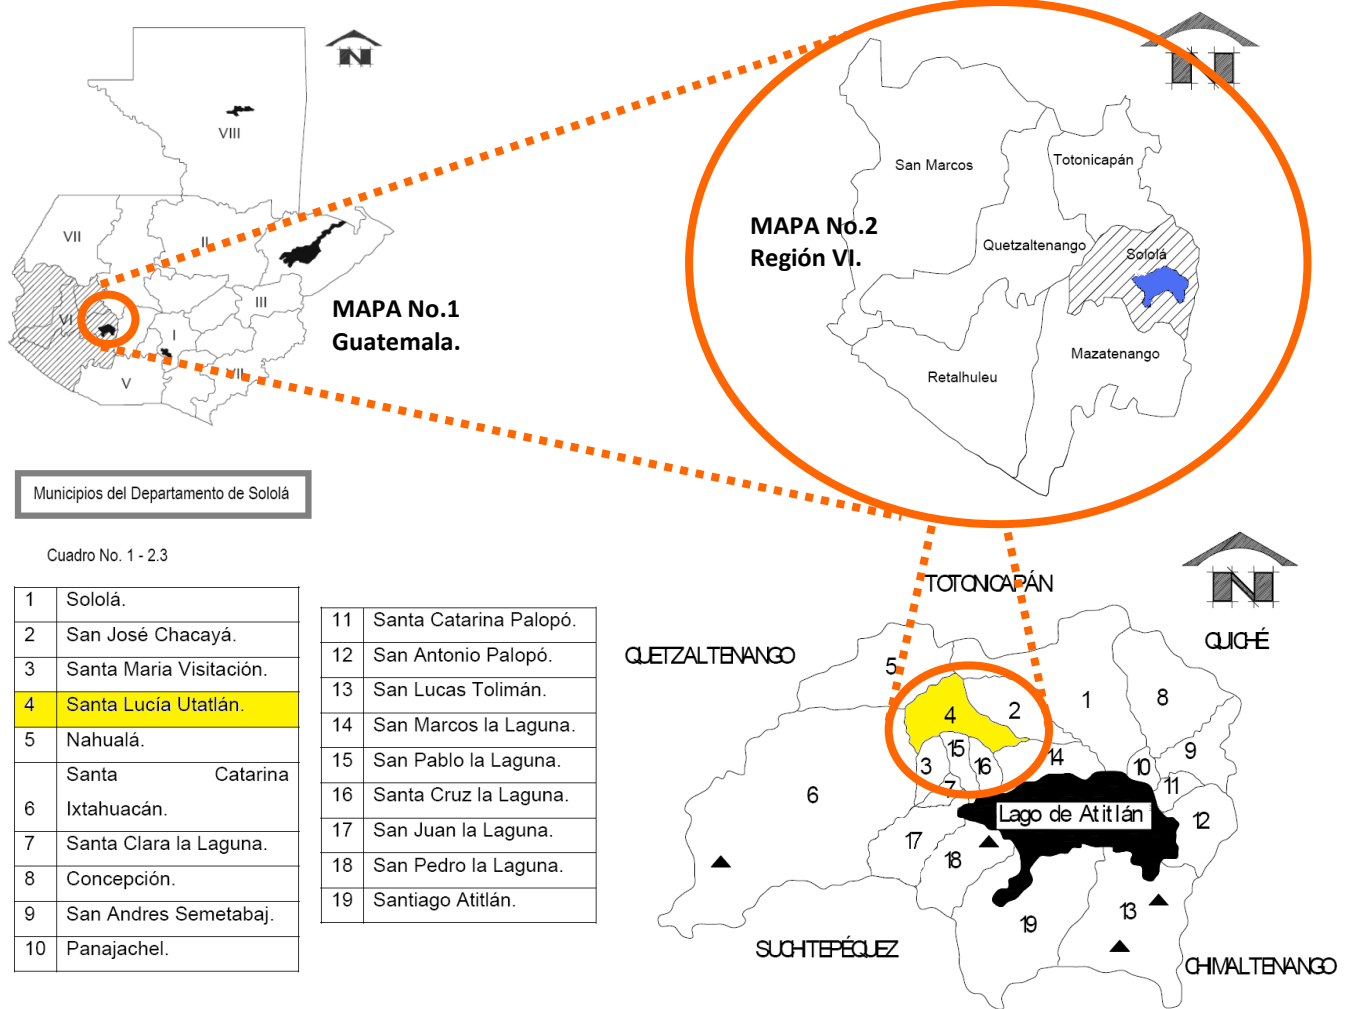 N
VIII
VII
II
III
VI
I
V
VII
MAPA No.1
Guatemala.
N
San Marcos
Totonicapán
MAPA No.2
Región VI.
Quetzaltenango
Sololá
Mazatenango
Retalhuleu
Municipios del Departamento de Sololá
Cuadro No. 1 - 2.3
1 Sololá.
2 San José Chacayá.
3 Santa Maria Visitación.
4 Santa Lucía Utatlán.
5 Nahualá.
Santa Catarina
6 Ixtahuacán.
7 Santa Clara la Laguna.
8 Concepción.
9 San Andres Semetabaj.
10 Panajachel.
11 Santa Catarina Palopó.
12 San Antonio Palopó.
13 San Lucas Tolimán.
14 San Marcos la Laguna.
15 San Pablo la Laguna.
16 Santa Cruz la Laguna.
17 San Juan la Laguna.
18 San Pedro la Laguna.
19 Santiago Atitlán.
N
TOTONICAPÁN
QUICHÉ
QUETZALTENANGO
5
1
8
4
2
15
9
3
16
14
10
7
11
6
Lago de Atitlán
12
17
18
19
13
SUCHITEPÉQUEZ
CHIMALTENANGO